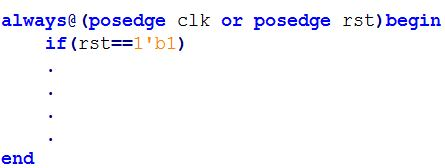 always@(posedge clk or posedge rst)begin
    if(rst==1'b1)
    .
    .
    .
    .
end